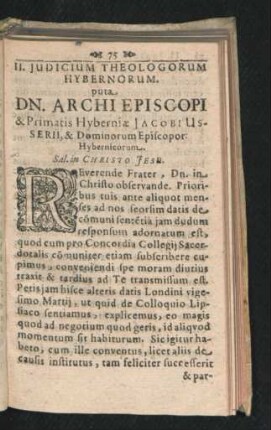 75
II. JUDICIUM THEOLOGORUM
HYBERNORUM.
puta
DN. ARCHI EPISCOPI
& Primatis Hyberniæ JACOBI US-
SERII, & Dominorum Episcopor:
Hybernicorum.
Sal. in CHRISTO JESU.
REverende Frater, Dn. in
Christo observande. Priori-
bus tuis ante aliquot men-
ses ad nos seorsim datis de
cõmuni sentētia jam dudum
responsum adornatum est,
quod cum pro Concordia Collegij Sacer-
dotalis cõmuniter etiam subscribere cu-
pimus, conveniendi spe moram diutius
traxit & tardius ad Te transmissum est.
Petis jam hisce alteris datis Londini vige-
simo Martij, ut quid de Colloquio Lip-
siaco sentiamus, explicemus, eo magis
quod ad negotium quod geris, id aliqvod
momentum sit habiturum. Sic igitur ha-
beto, cum ille conventus, licet aliis de
causis institutus, tam feliciter successerit
& par-